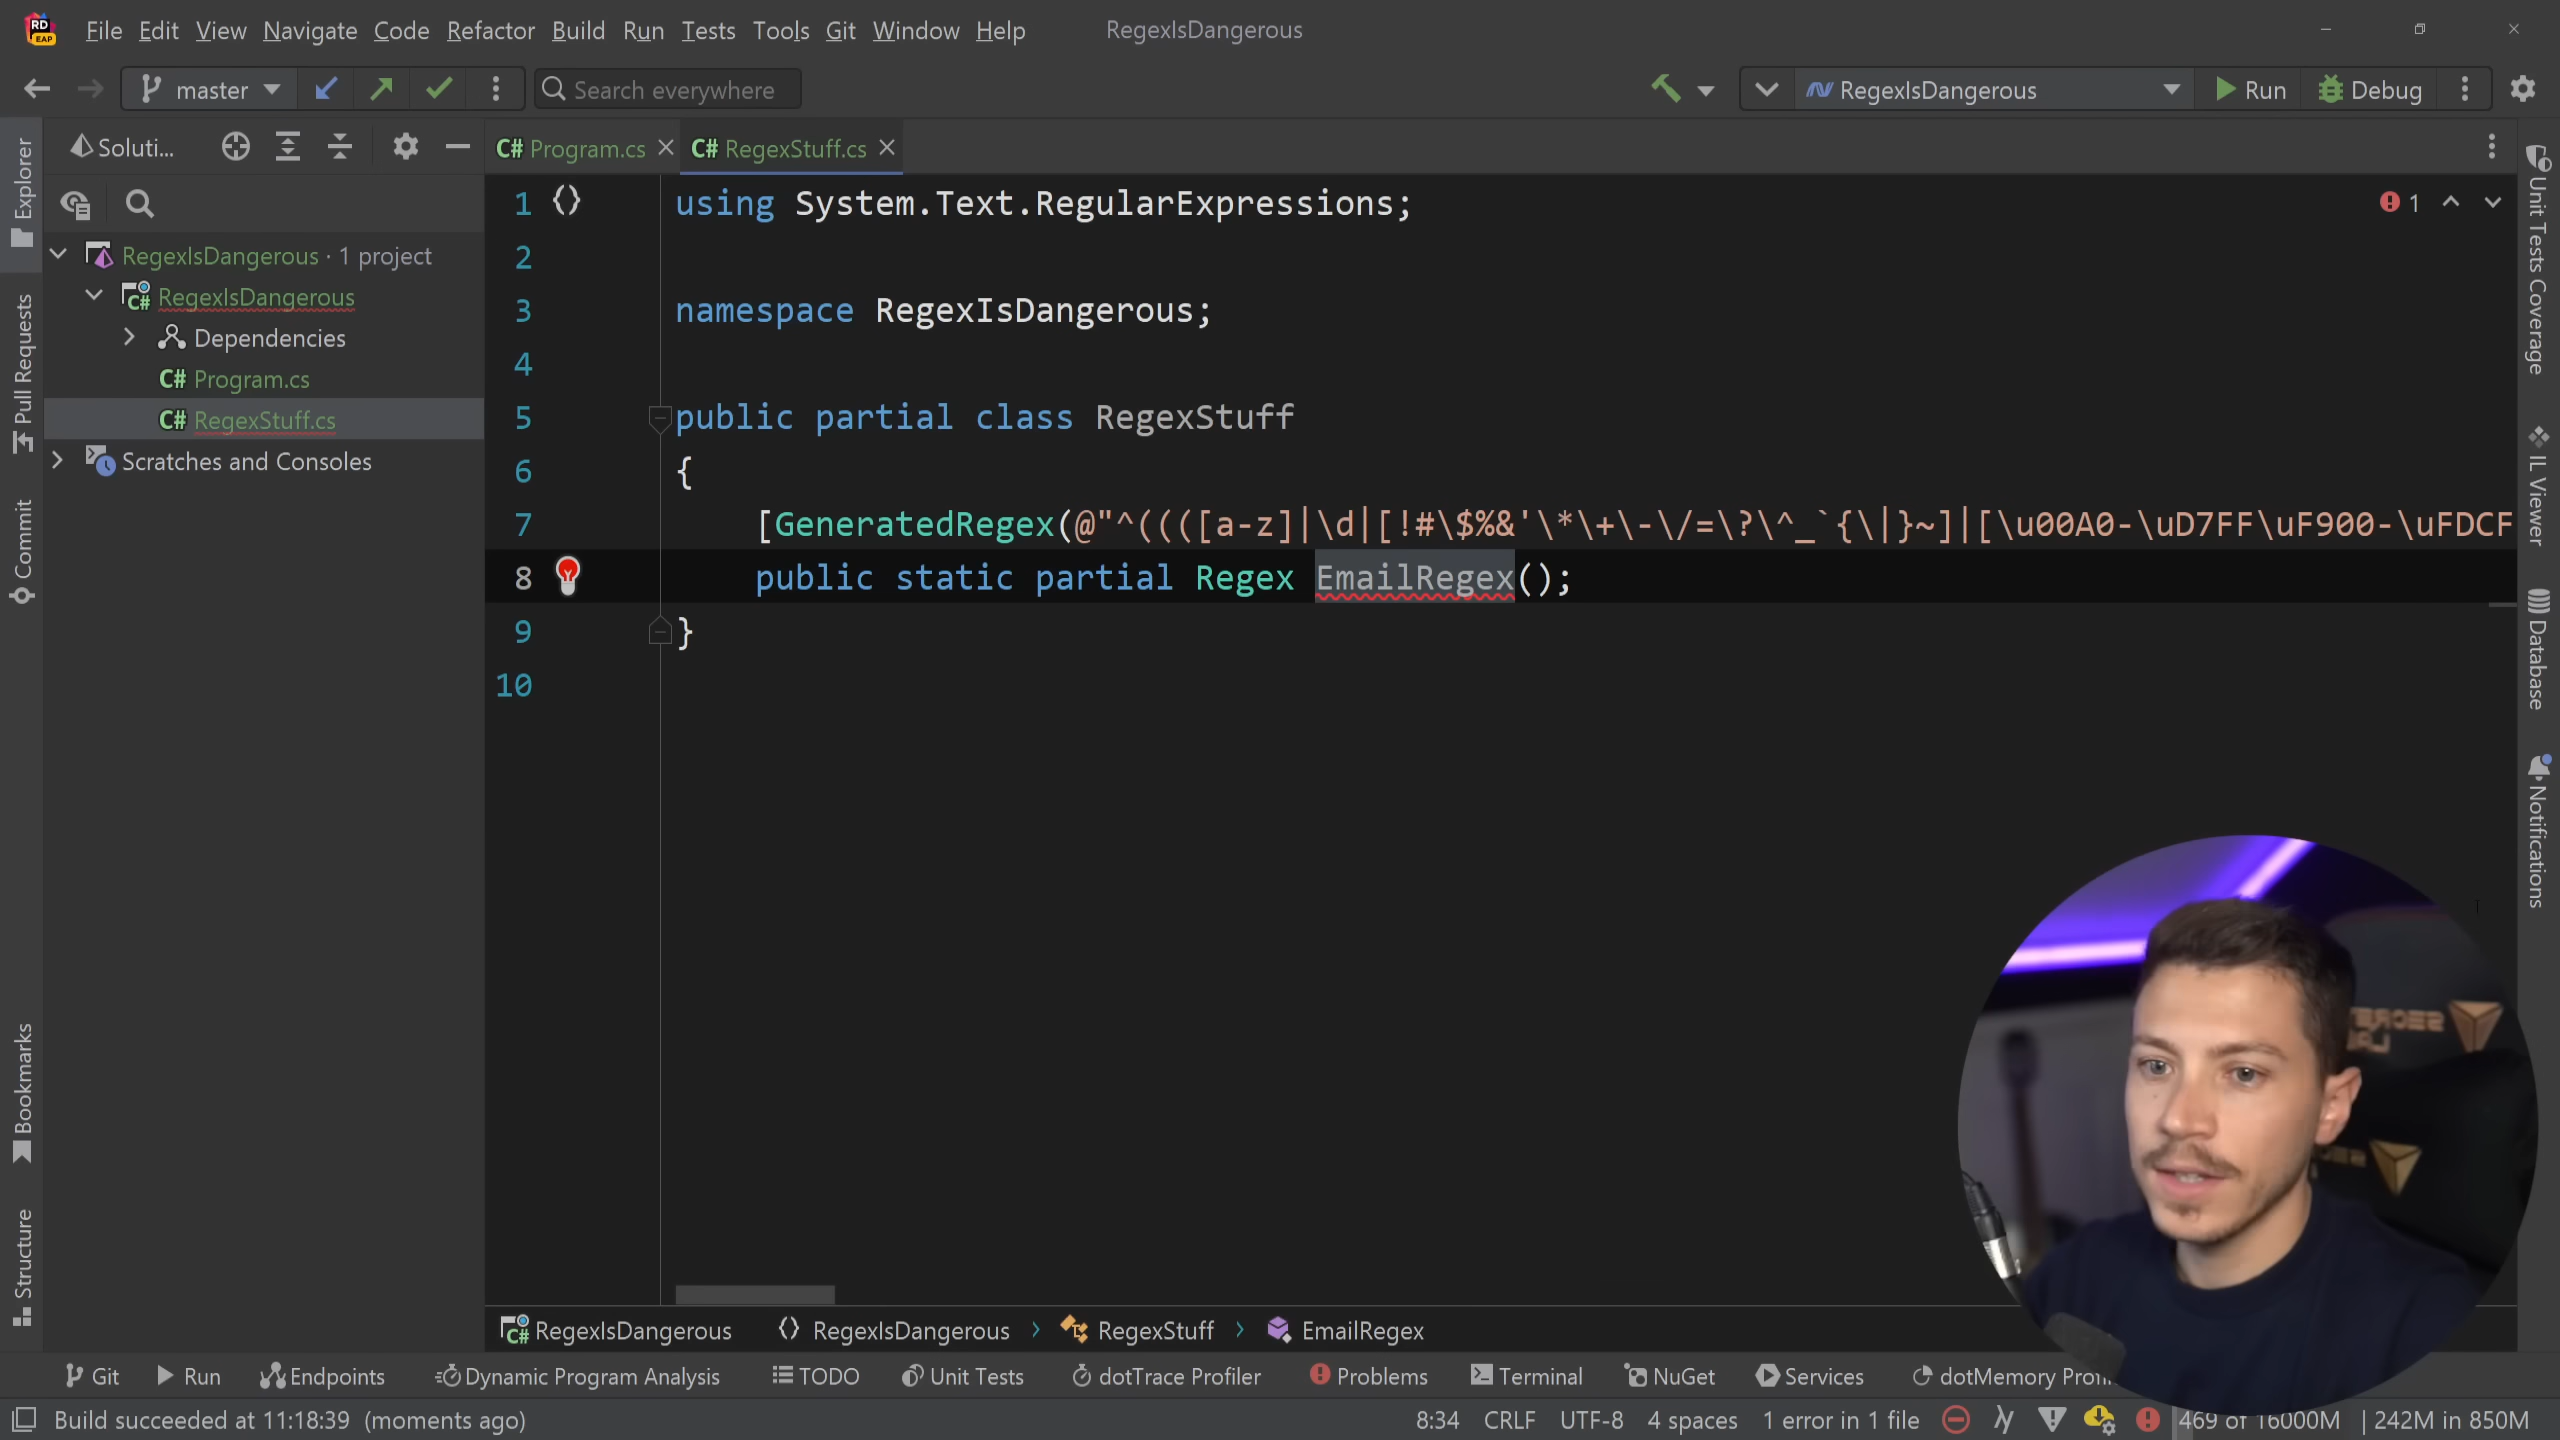 File Edit View Navigate Code Refactor Build Run Tests Tools Git Window Help RegexIsDangerous
master Search everywhere RegexIsDangerous Run Debug
Soluti...
C# Program.cs C# RegexStuff.cs
RegexIsDangerous · 1 project
C# RegexIsDangerous
Dependencies
C# Program.cs
C# RegexStuff.cs
Scratches and Consoles
Explorer
Pull Requests
Commit
Bookmarks
Structure
1 using System.Text.RegularExpressions;
2
3 namespace RegexIsDangerous;
4
5 public partial class RegexStuff
6 {
7 [GeneratedRegex(@"^((([a-z]|\d|[!#\$%&'\*\+\-\/=\?\^_`{\|}~]|[\u00A0-\uD7FF\uF900-\uFDCF
8 public static partial Regex EmailRegex();
9 }
10
1
Unit Tests Coverage
IL Viewer
Database
Notifications
C# RegexIsDangerous RegexIsDangerous RegexStuff EmailRegex
Git Run Endpoints Dynamic Program Analysis TODO Unit Tests dotTrace Profiler Problems Terminal NuGet Services dotMemory
Build succeeded at 11:18:39 (moments ago) 8:34 CRLF UTF-8 4 spaces 1 error in 1 file 469 of 16000M 242M in 850M